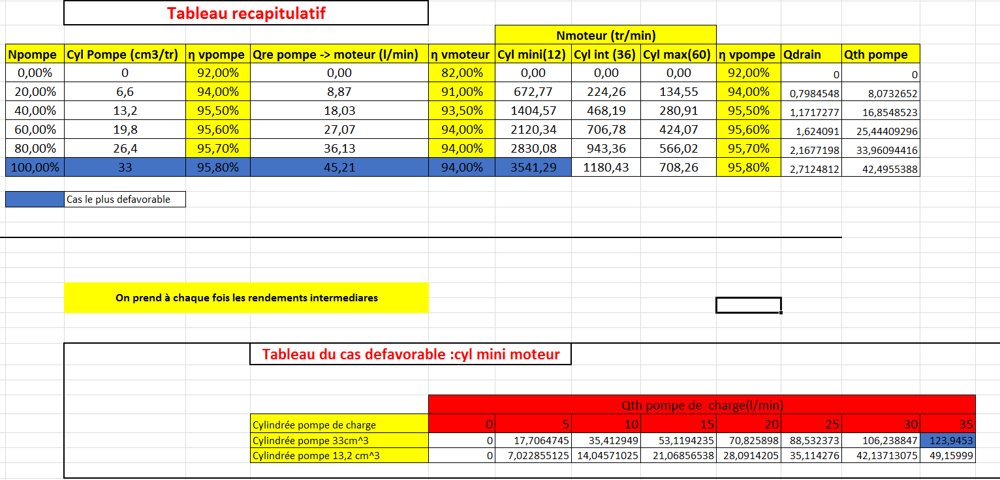 Tableau recapitulatif
Nmoteur (tr/min)
Npompe Cyl Pompe (cm3/tr) η vpompe Qre pompe -> moteur (l/min) η vmoteur Cyl mini(12) Cyl int (36) Cyl max(60) η vpompe Qdrain Qth pompe
0,00% 0 92,00% 0,00 82,00% 0,00 0,00 0,00 92,00% 0 0
20,00% 6,6 94,00% 8,87 91,00% 672,77 224,26 134,55 94,00% 0,7984548 8,0732652
40,00% 13,2 95,50% 18,03 93,50% 1404,57 468,19 280,91 95,50% 1,1717277 16,8548523
60,00% 19,8 95,60% 27,07 94,00% 2120,34 706,78 424,07 95,60% 1,624091 25,44409296
80,00% 26,4 95,70% 36,13 94,00% 2830,08 943,36 566,02 95,70% 2,1677198 33,96094416
100,00% 33 95,80% 45,21 94,00% 3541,29 1180,43 708,26 95,80% 2,7124812 42,4955388
Cas le plus defavorable
On prend à chaque fois les rendements intermediares
Tableau du cas defavorable :cyl mini moteur
Qth pompe de charge(l/min)
Cylindrée pompe de charge 0 5 10 15 20 25 30 35
Cylindrée pompe 33cm^3 0 17,7064745 35,412949 53,1194235 70,825898 88,532373 106,238847 123,9453
Cylindrée pompe 13,2 cm^3 0 7,022855125 14,04571025 21,06856538 28,0914205 35,114276 42,13713075 49,15999